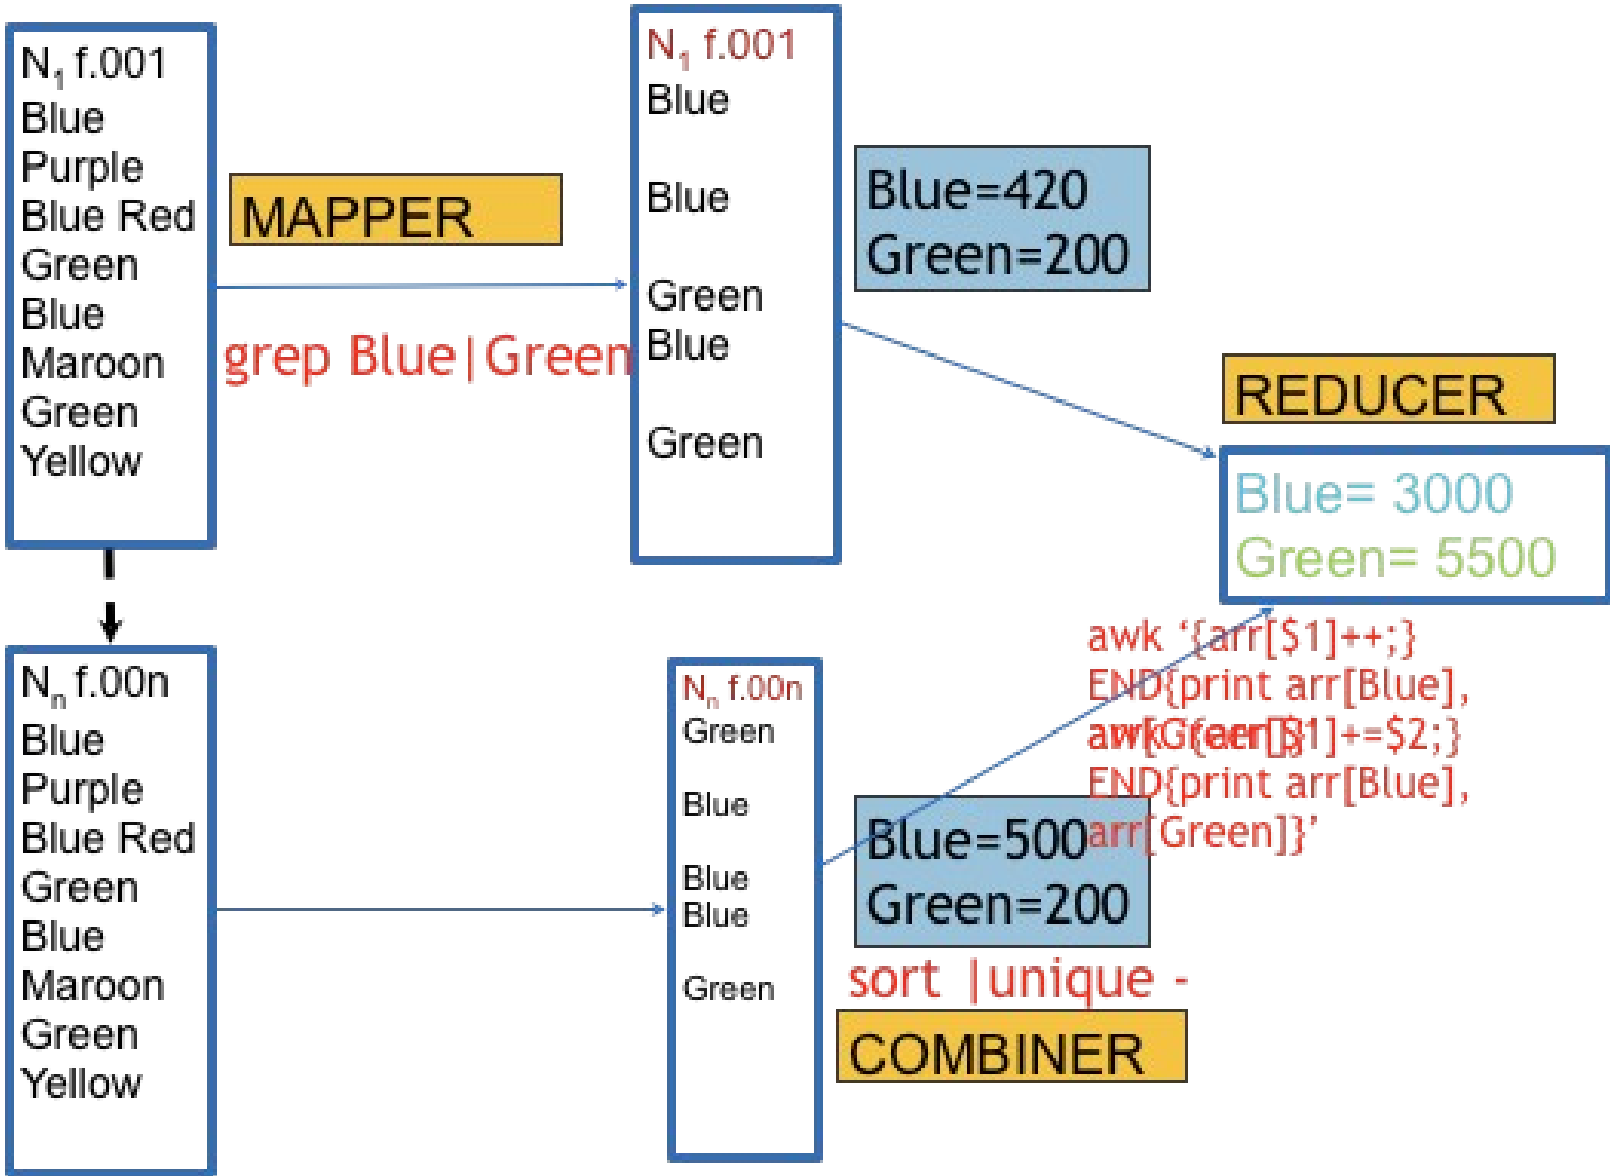 N1 f.001
Blue
Purple
Blue Red
Green
Blue
Maroon
Green
Yellow
MAPPER
grep Blue|Green
N1 f.001
Blue
Blue
Green
Blue
Green
Blue=420
Green=200
REDUCER
Blue= 3000
Green= 5500
Nn f.00n
Blue
Purple
Blue Red
Green
Blue
Maroon
Green
Yellow
Nn f.00n
Green
Blue
Blue
Blue
Green
awk ‘{arr[$1]++;}
END{print arr[Blue],
arr[Green]}’
awk ‘{arr[$1]+=$2;}
END{print arr[Blue],
arr[Green]}’
Blue=500
Green=200
sort |unique -
COMBINER